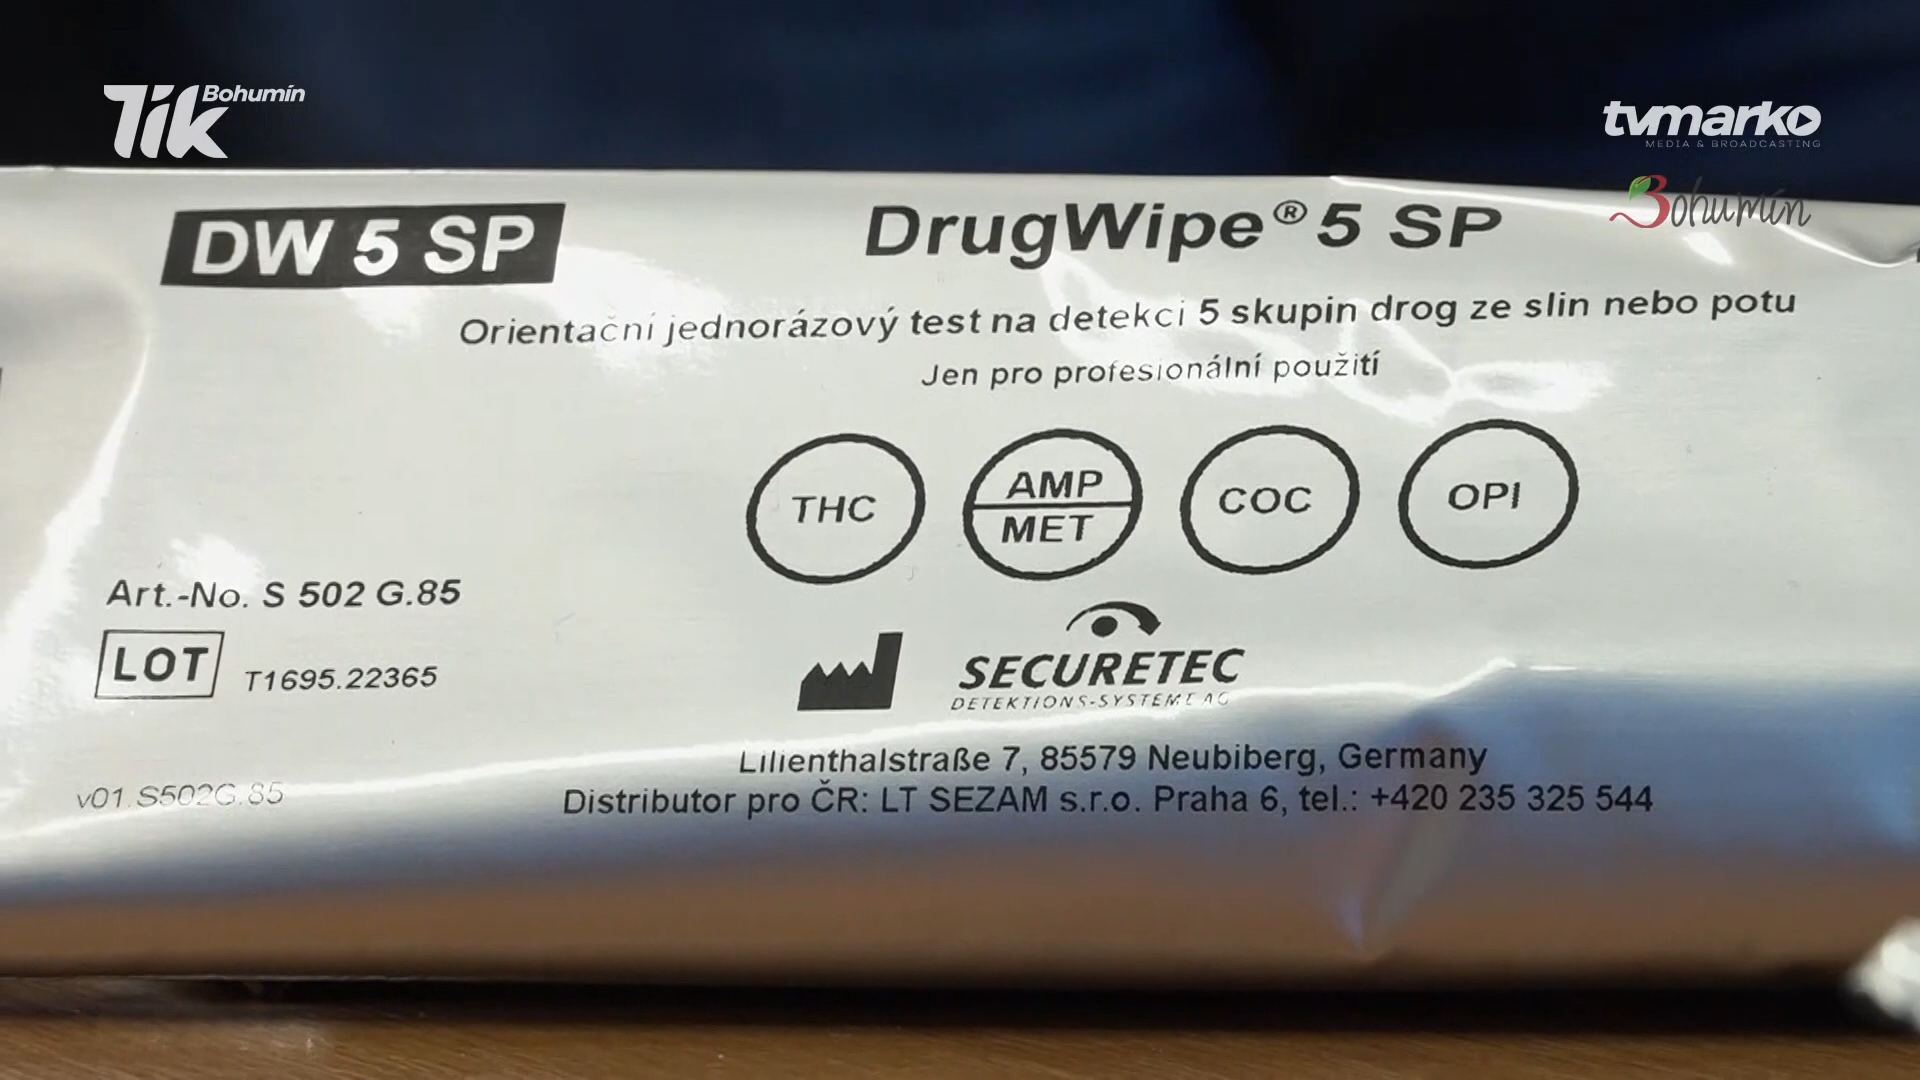 Tik Bohumín
tvmarko
MEDIA & BROADCASTING
Bohumín
DW 5 SP
DrugWipe® 5 SP
Orientační jednorázový test na detekci 5 skupin drog ze slin nebo potu
Jen pro profesionální použití
THC
AMP
MET
COC
OPI
Art.-No. S 502 G.85
LOT T1695.22365
SECURETEC
DETEKTIONS-SYSTEME AG
Lilienthalstraße 7, 85579 Neubiberg, Germany
v01.S502G.85
Distributor pro ČR: LT SEZAM s.r.o. Praha 6, tel.: +420 235 325 544